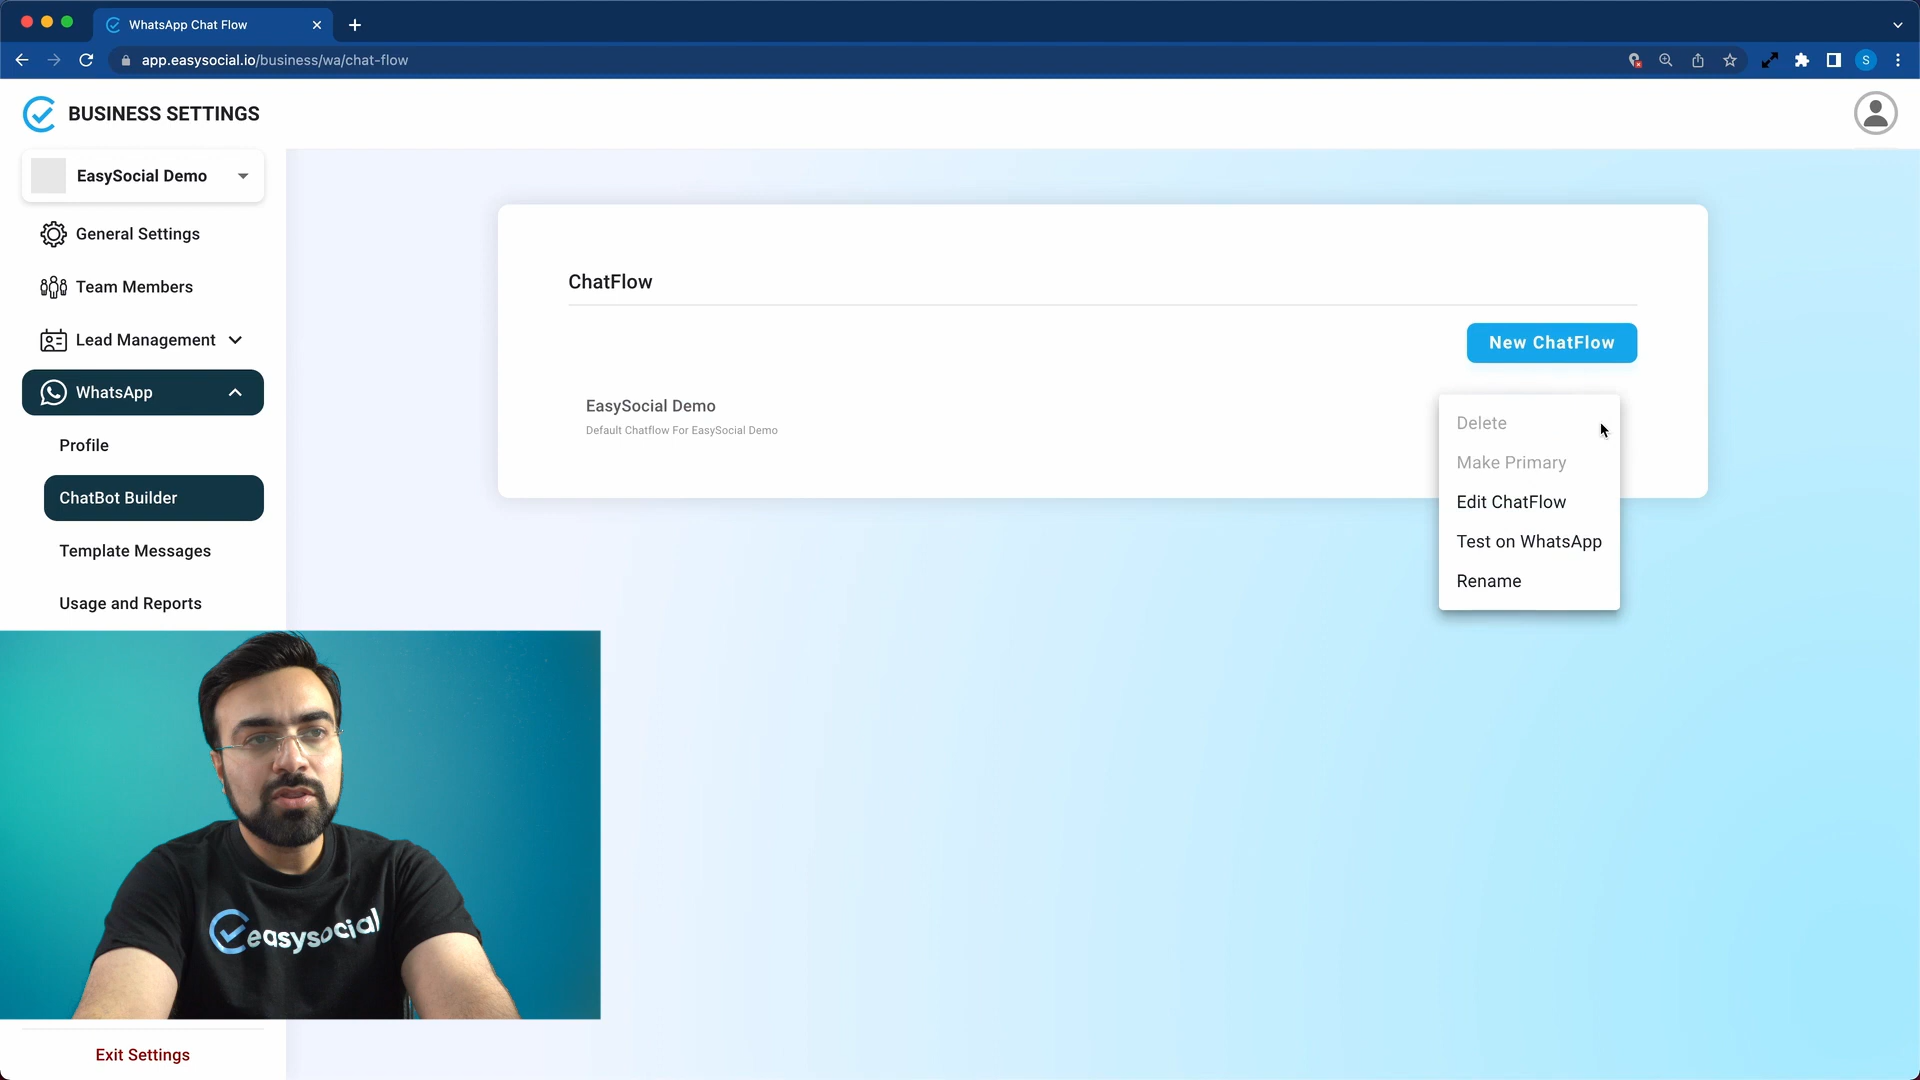 WhatsApp Chat Flow
app.easysocial.io/business/wa/chat-flow
S
BUSINESS SETTINGS
EasySocial Demo
General Settings
Team Members
Lead Management
WhatsApp
Profile
ChatBot Builder
Template Messages
Usage and Reports
Exit Settings
ChatFlow
New ChatFlow
EasySocial Demo
Default Chatflow For EasySocial Demo
Delete
Make Primary
Edit ChatFlow
Test on WhatsApp
Rename
easysocial